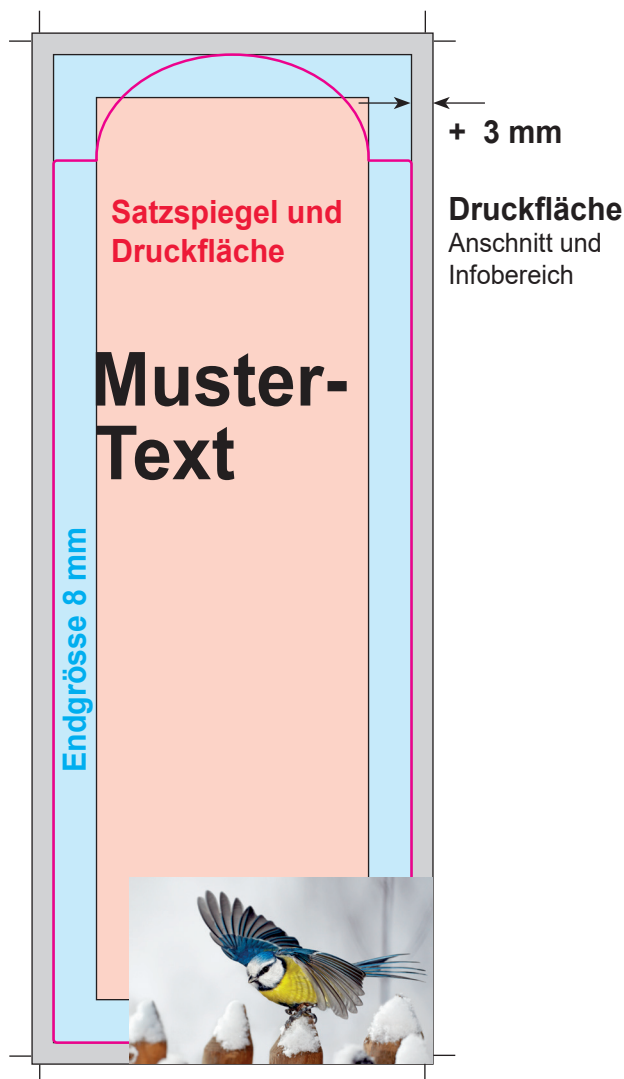 + 3 mm
Satzspiegel und
Druckfläche
Druckfläche
Anschnitt und
Infobereich
Muster-
Text
Endgrösse 8 mm